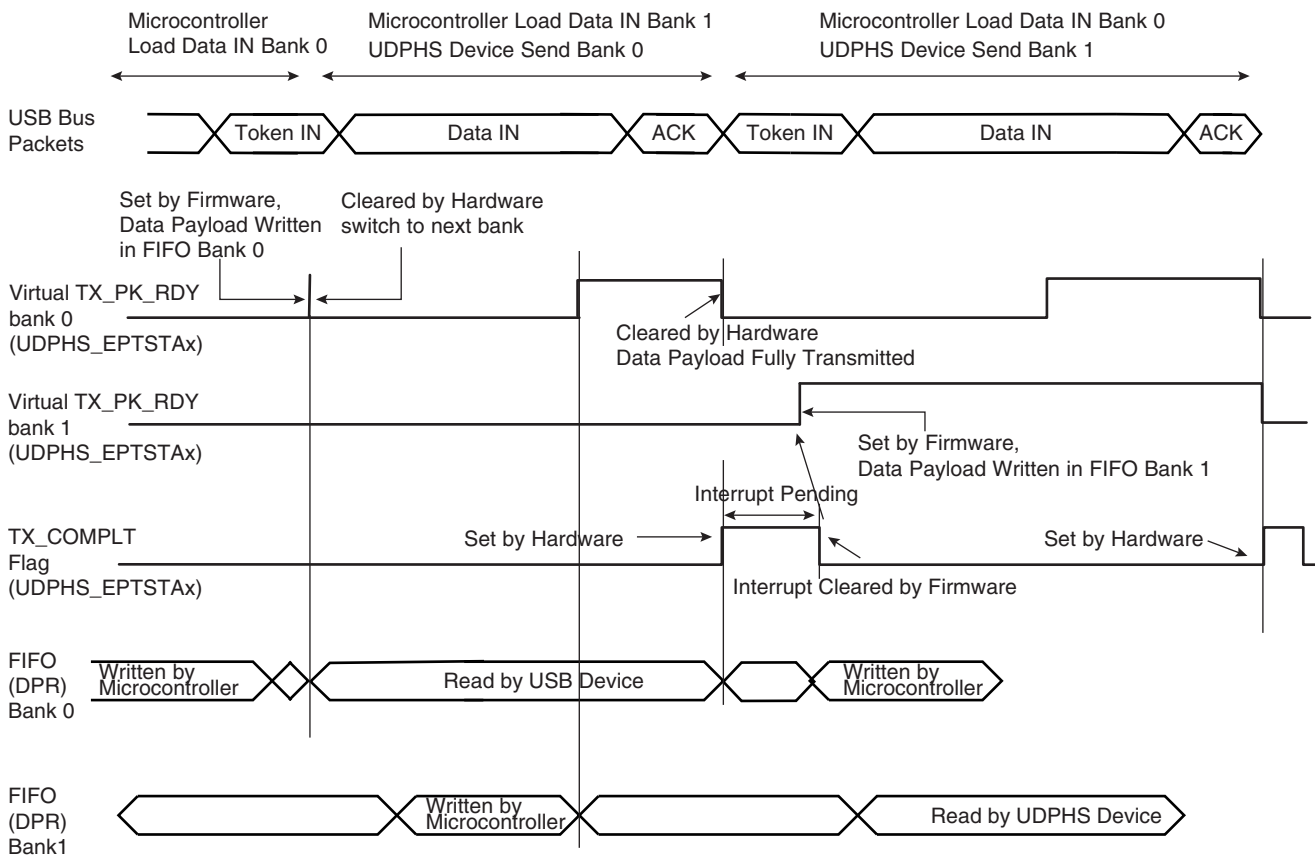 Microcontroller
Load Data IN Bank 0
Microcontroller Load Data IN Bank 1
UDPHS Device Send Bank 0
Microcontroller Load Data IN Bank 0
UDPHS Device Send Bank 1
USB Bus
Packets
Token IN
Data IN
ACK
Token IN
Data IN
ACK
Set by Firmware,
Data Payload Written
in FIFO Bank 0
Cleared by Hardware
switch to next bank
Virtual TX_PK_RDY
bank 0
(UDPHS_EPTSTAx)
Cleared by Hardware
Data Payload Fully Transmitted
Virtual TX_PK_RDY
bank 1
(UDPHS_EPTSTAx)
Set by Firmware,
Data Payload Written in FIFO Bank 1
Interrupt Pending
TX_COMPLT
Flag
(UDPHS_EPTSTAx)
Set by Hardware
Set by Hardware
Interrupt Cleared by Firmware
FIFO
(DPR)
Bank 0
Written by
Microcontroller
Read by USB Device
Written by
Microcontroller
FIFO
(DPR)
Bank1
Written by
Microcontroller
Read by UDPHS Device